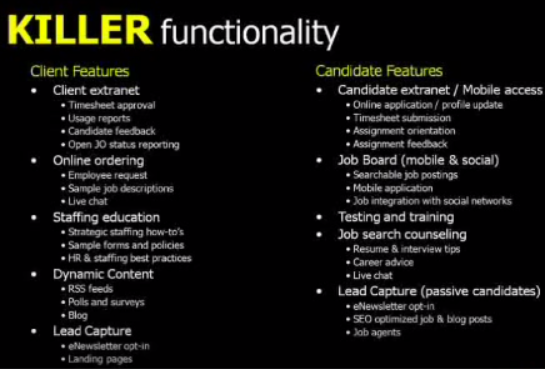 KILLER functionality
Client Features
• Client extranet
• Timesheet approval
• Usage reports
• Candidate feedback
• Open JO status reporting
• Online ordering
• Employee request
• Sample job descriptions
• Live chat
• Staffing education
• Strategic staffing how-to's
• Sample forms and policies
• HR & staffing best practices
• Dynamic Content
• RSS feeds
• Polls and surveys
• Blog
• Lead Capture
• eNewsletter opt-in
• Landing pages
Candidate Features
• Candidate extranet / Mobile access
• Online application / profile update
• Timesheet submission
• Assignment orientation
• Assignment feedback
• Job Board (mobile & social)
• Searchable job postings
• Mobile application
• Job integration with social networks
• Testing and training
• Job search counseling
• Resume & interview tips
• Career advice
• Live chat
• Lead Capture (passive candidates)
• eNewsletter opt-in
• SEO optimized job & blog posts
• Job agents